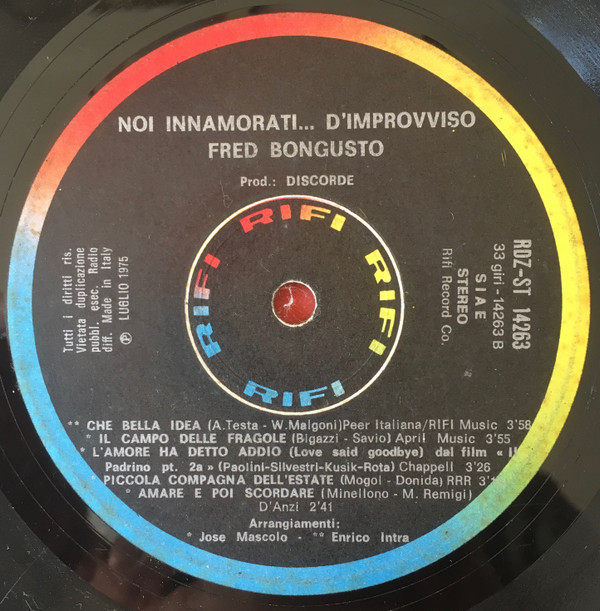 NOI INNAMORATI... D'IMPROVVISO
FRED BONGUSTO
Prod.: DISCORDE
RIFI RIFI RIFI RIFI
Tutti i diritti ris.
Vietata duplicazione
pubbl. esec. Radio
diff. Made in Italy
Ⓟ LUGLIO 1975
RDZ-ST 14263
33 giri - 14263 B
SIAE
STEREO
Rifi Record Co.
** CHE BELLA IDEA (A.Testa - W.Malgoni)Peer Italiana/RIFI Music 3'58
* IL CAMPO DELLE FRAGOLE (Bigazzi - Savio) April Music 3'55
* L'AMORE HA DETTO ADDIO (Love said goodbye) dal film « Il
Padrino pt. 2a» (Paolini-Silvestri-Kusik-Rota) Chappell 3'26
* PICCOLA COMPAGNA DELL'ESTATE (Mogol - Donida) RRR
* AMARE E POI SCORDARE (Minellono - M. Remigi)
D'Anzi 2'41
Arrangiamenti:
* Jose Mascolo - ** Enrico Intra